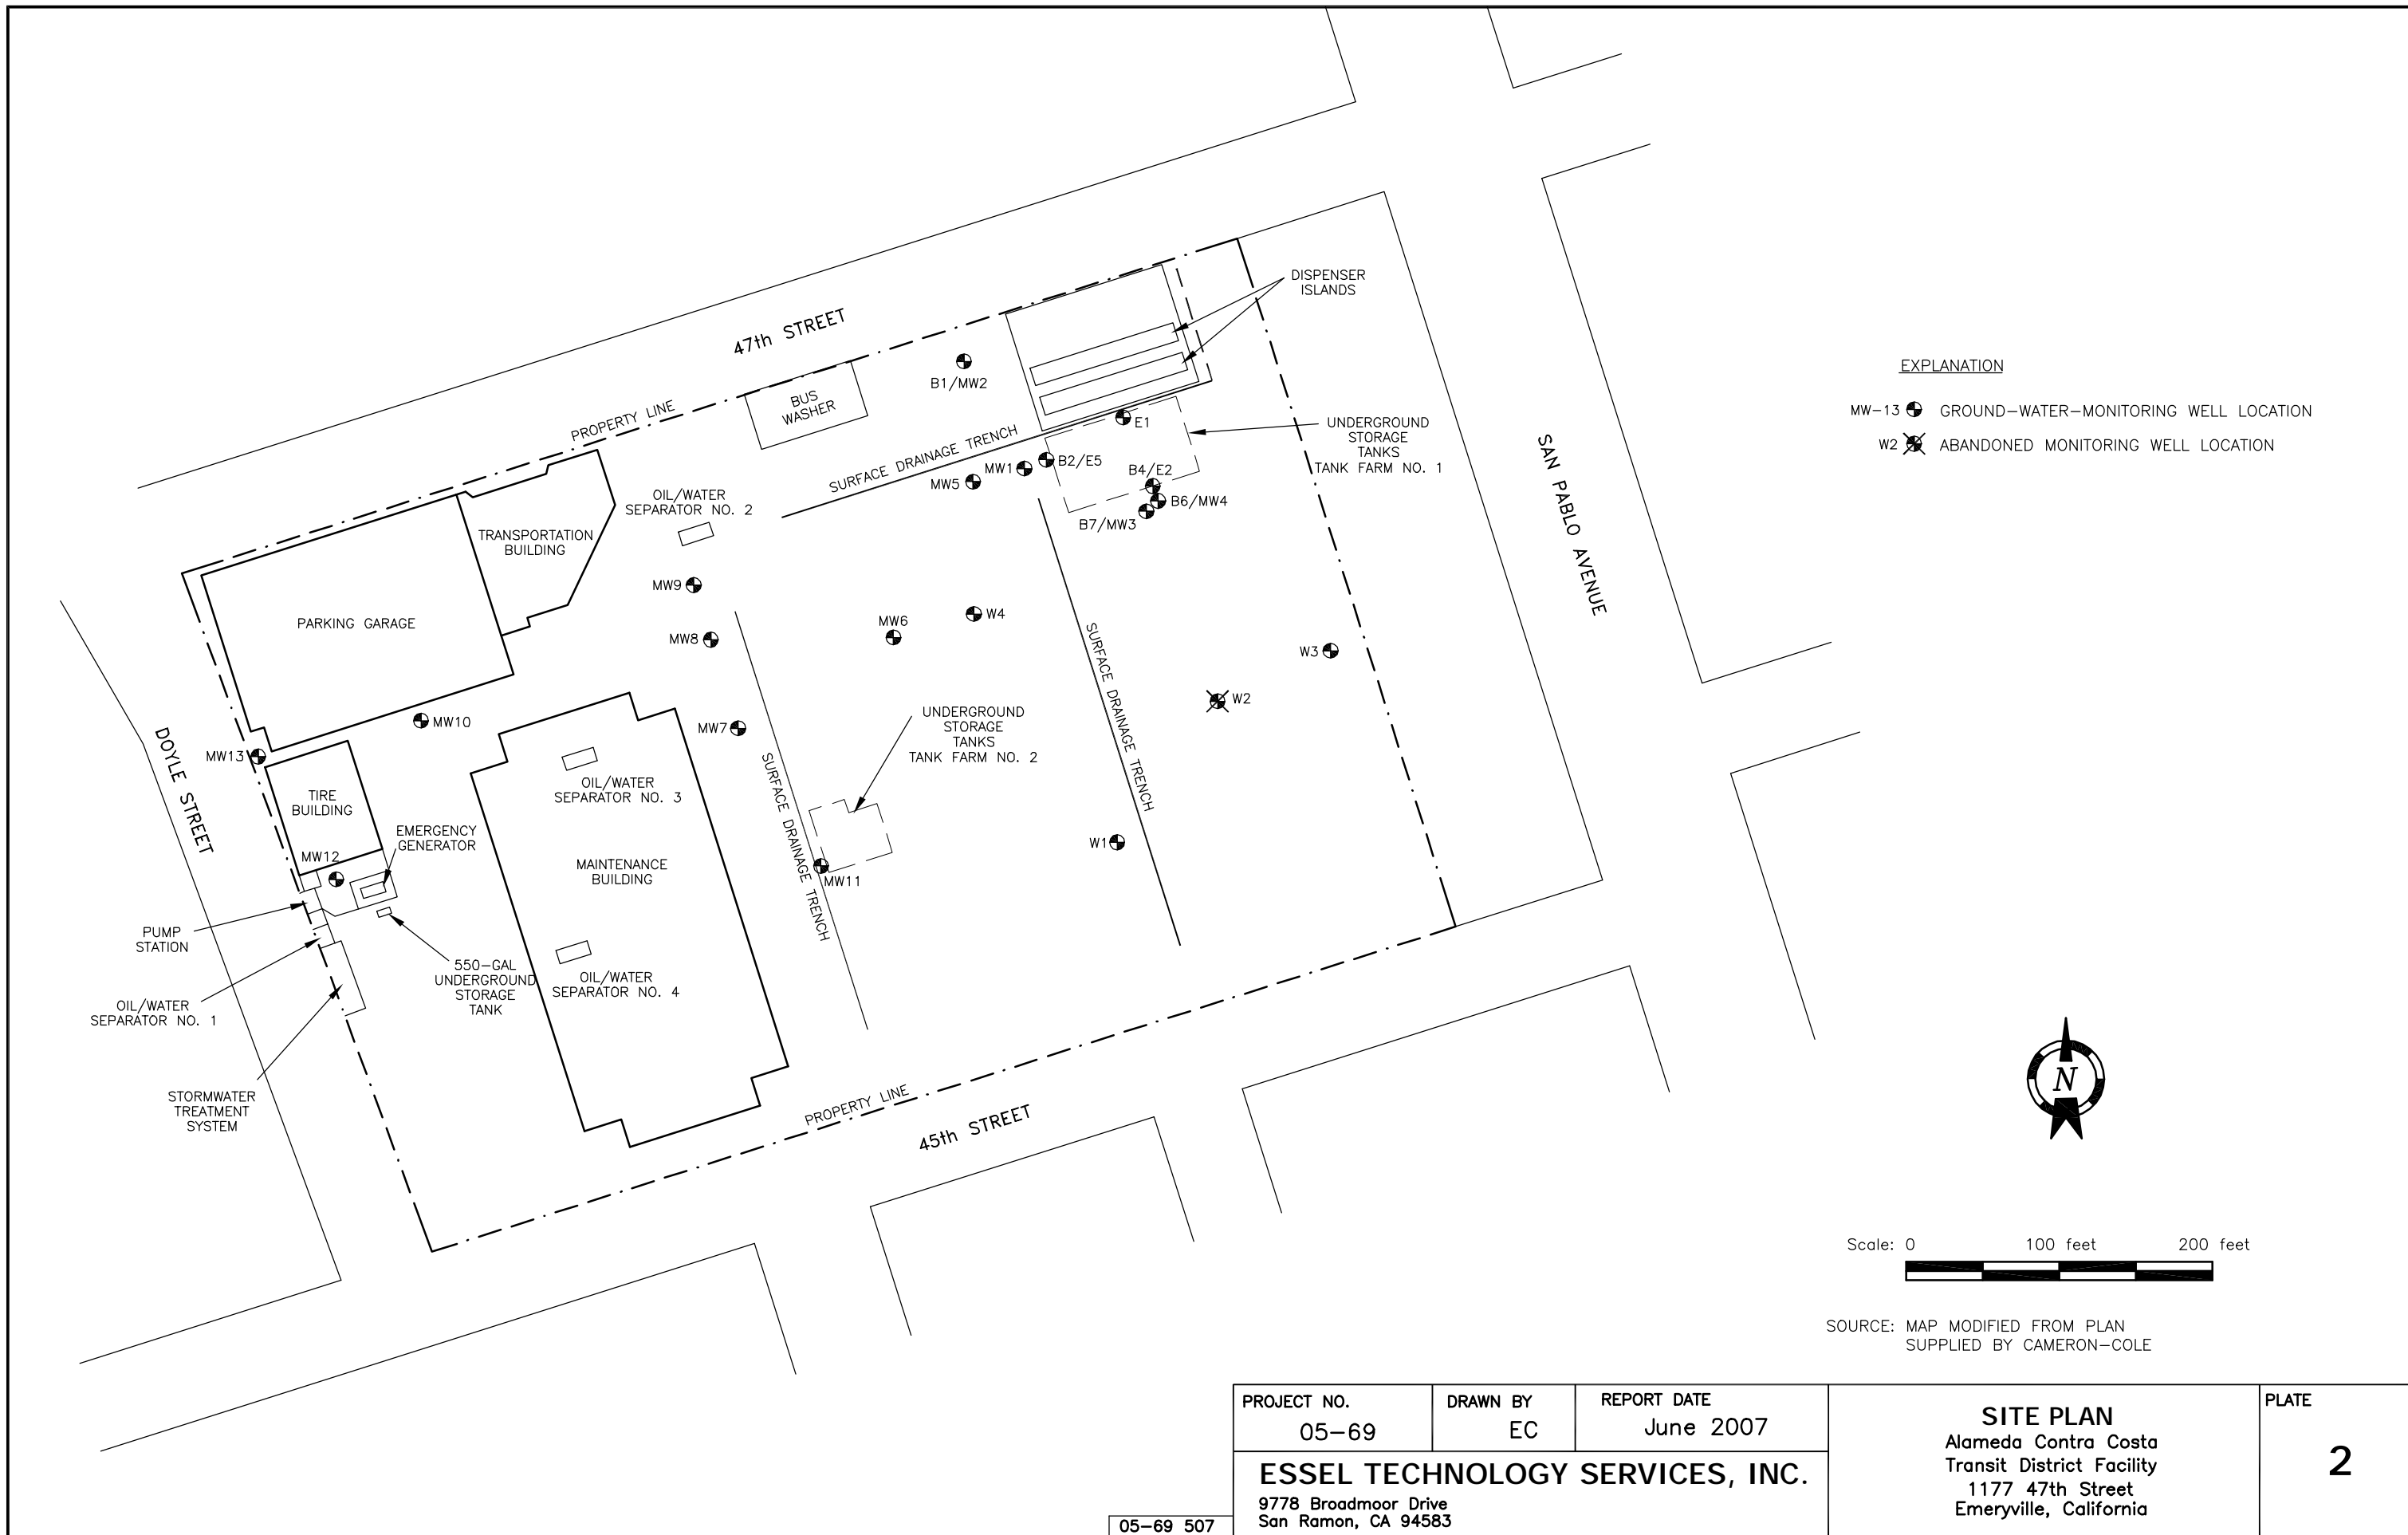 DISPENSER
ISLANDS
47th STREET
B1/MW2
BUS
WASHER
PROPERTY LINE
EXPLANATION
MW-13 GROUND-WATER-MONITORING WELL LOCATION
W2 ABANDONED MONITORING WELL LOCATION
E1
UNDERGROUND
STORAGE
TANKS
TANK FARM NO. 1
SURFACE DRAINAGE TRENCH
MW1
B2/E5
MW5
B4/E2
B6/MW4
B7/MW3
SAN PABLO AVENUE
OIL/WATER
SEPARATOR NO. 2
TRANSPORTATION
BUILDING
MW9
PARKING GARAGE
MW8
MW6
W4
SURFACE DRAINAGE TRENCH
W3
W2
MW10
MW7
UNDERGROUND
STORAGE
TANKS
TANK FARM NO. 2
DOYLE STREET
MW13
TIRE
BUILDING
OIL/WATER
SEPARATOR NO. 3
SURFACE DRAINAGE TRENCH
EMERGENCY
GENERATOR
MW12
MAINTENANCE
BUILDING
W1
MW11
PUMP
STATION
550-GAL
UNDERGROUND
STORAGE
TANK
OIL/WATER
SEPARATOR NO. 4
OIL/WATER
SEPARATOR NO. 1
STORMWATER
TREATMENT
SYSTEM
PROPERTY LINE
45th STREET
N
Scale: 0 100 feet 200 feet
SOURCE: MAP MODIFIED FROM PLAN
SUPPLIED BY CAMERON-COLE
PROJECT NO.
05-69
DRAWN BY
EC
REPORT DATE
June 2007
ESSEL TECHNOLOGY SERVICES, INC.
9778 Broadmoor Drive
San Ramon, CA 94583
05-69 507
SITE PLAN
Alameda Contra Costa
Transit District Facility
1177 47th Street
Emeryville, California
PLATE
2